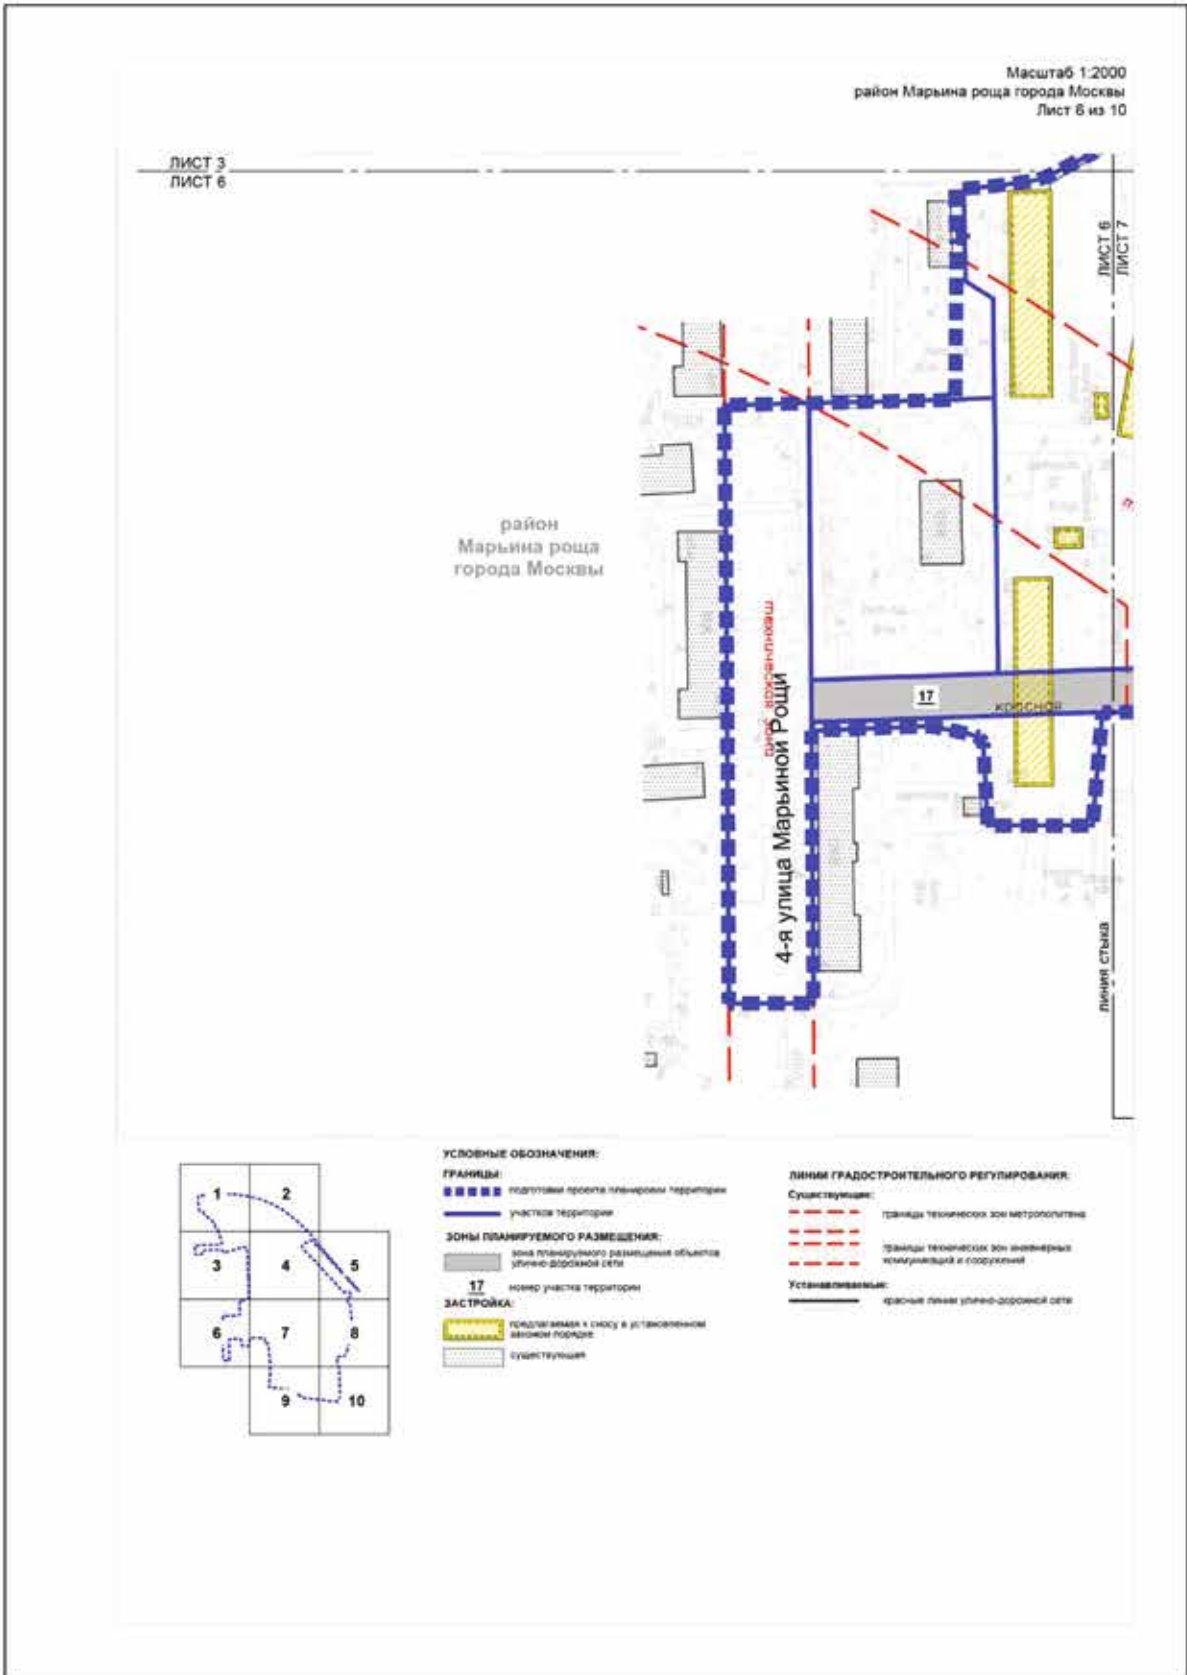 Масштаб 1:2000
район Марьина роща города Москвы
Лист 6 из 10
ЛИСТ 3
ЛИСТ 6
ЛИСТ 6
ЛИСТ 7
район
Марьина роща
города Москвы
техническая зона
4-я улица Марьиной Рощи
17
красная
линия стыка
УСЛОВНЫЕ ОБОЗНАЧЕНИЯ:
ГРАНИЦЫ:
подготовки проекта планировки территории
участков территории
ЗОНЫ ПЛАНИРУЕМОГО РАЗМЕЩЕНИЯ:
зона планируемого размещения объектов
улично-дорожной сети
17 номер участка территории
ЗАСТРОЙКА:
предлагаемая к сносу в установленном
законом порядке
существующая
ЛИНИИ ГРАДОСТРОИТЕЛЬНОГО РЕГУЛИРОВАНИЯ:
Существующие:
границы технических зон метрополитена
границы технических зон инженерных
коммуникаций и сооружений
Устанавливаемые:
красные линии улично-дорожной сети
1
2
3
4
5
6
7
8
9
10